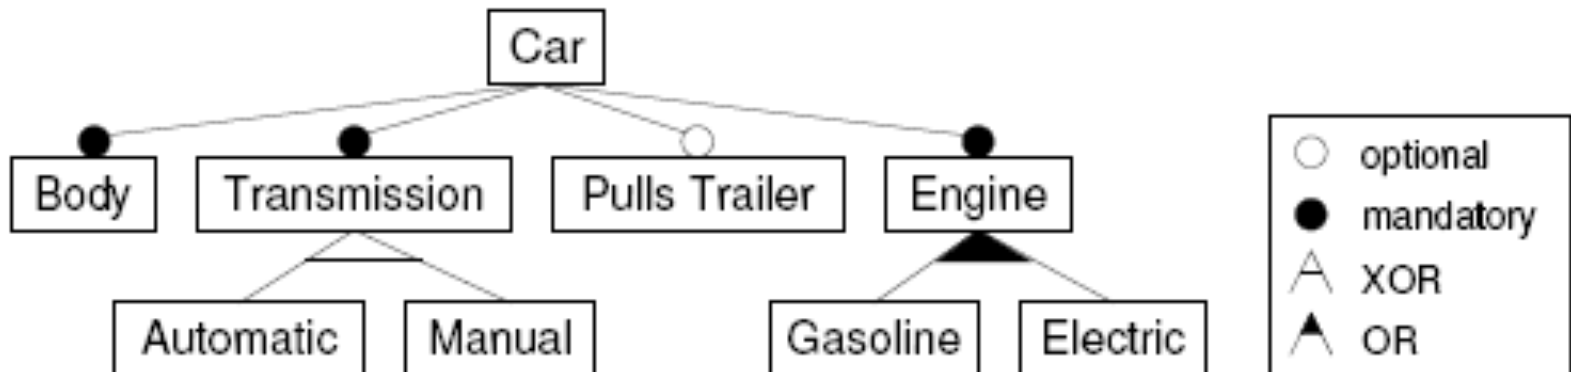 Car
Body
Transmission
Pulls Trailer
Engine
Automatic
Manual
Gasoline
Electric
optional
mandatory
XOR
OR